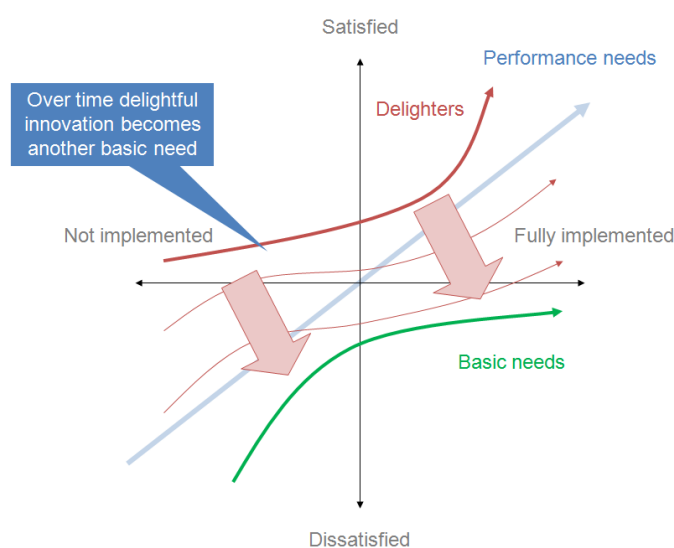 Satisfied
Performance needs
Over time delightful
innovation becomes
another basic need
Delighters
Not implemented
Fully implemented
Basic needs
Dissatisfied